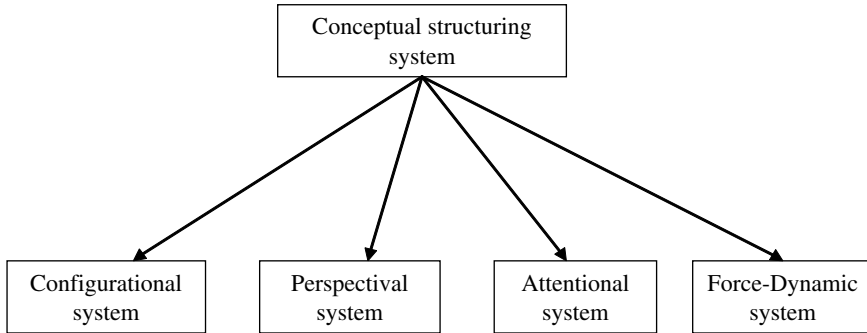 Conceptual structuring
system
Configurational
system
Perspectival
system
Attentional
system
Force-Dynamic
system